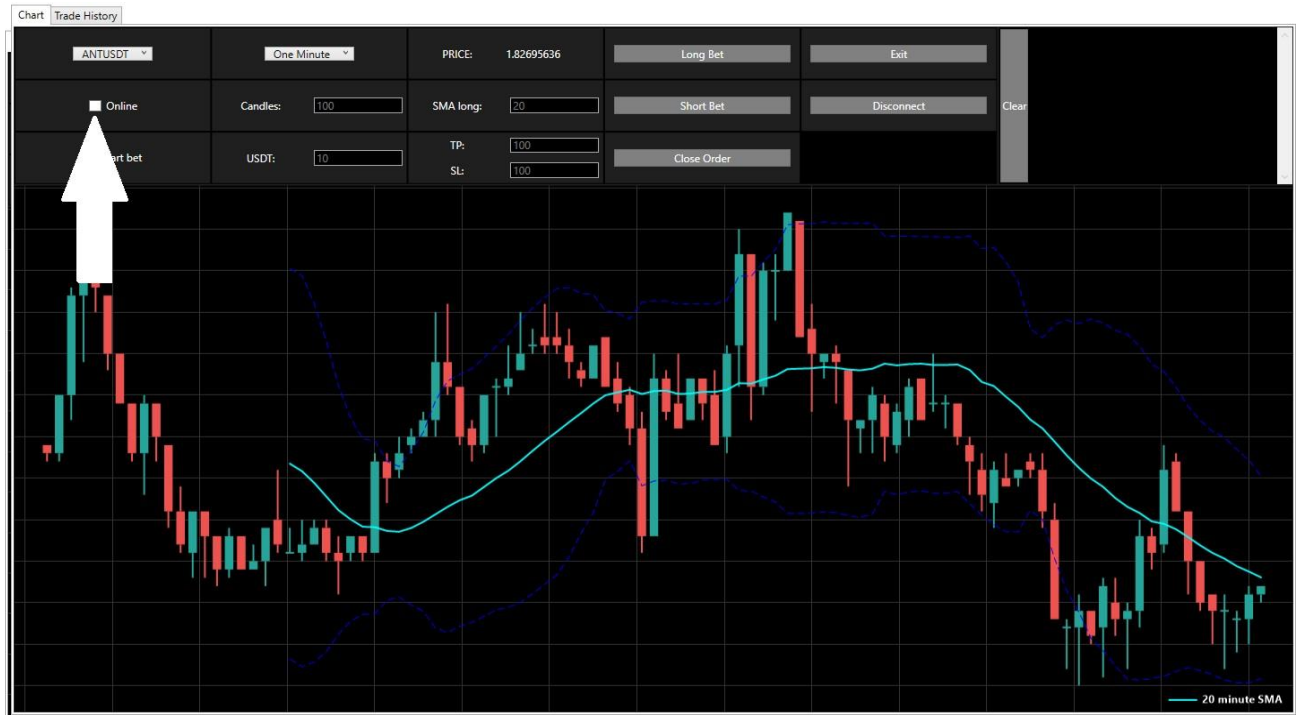 Chart Trade History
ANTUSDT One Minute PRICE: 1.82695636 Long Bet Exit
Online Candles: 100 SMA long: 20 Short Bet Disconnect Clear
bet USDT: 10 TP: 100 Close Order
SL: 100
20 minute SMA